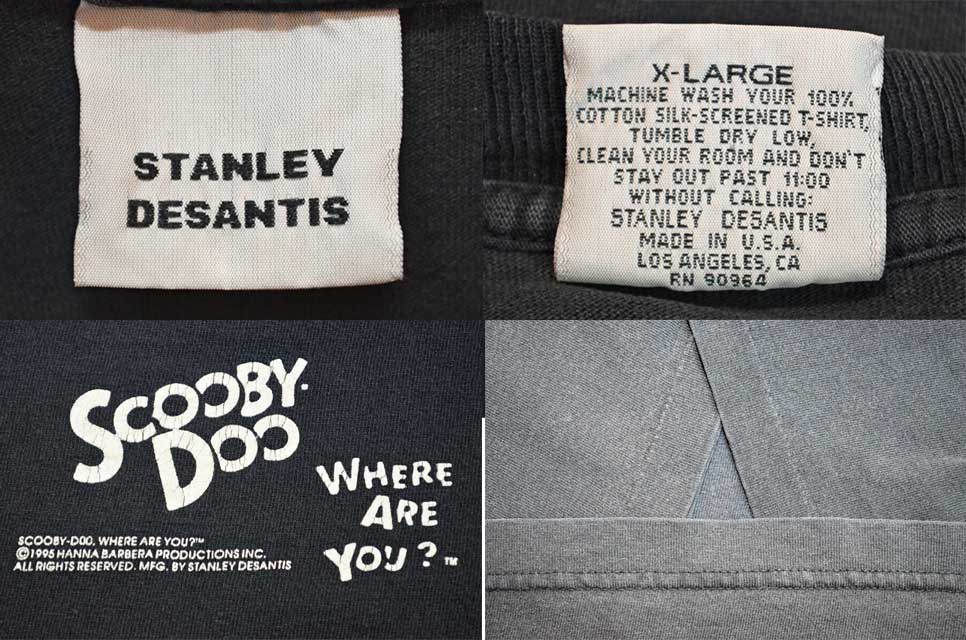 STANLEY
DESANTIS
X-LARGE
MACHINE WASH YOUR 100%
COTTON SILK-SCREENED T-SHIRT,
TUMBLE DRY LOW,
CLEAN YOUR ROOM AND DON'T
STAY OUT PAST 11:00
WITHOUT CALLING:
STANLEY DESANTIS
MADE IN U.S.A.
LOS ANGELES, CA
RN 90964
SCOOBY-
DOO
WHERE
ARE
YOU?™
SCOOBY-DOO, WHERE ARE YOU?™
©1995 HANNA BARBERA PRODUCTIONS INC.
ALL RIGHTS RESERVED. MFG. BY STANLEY DESANTIS